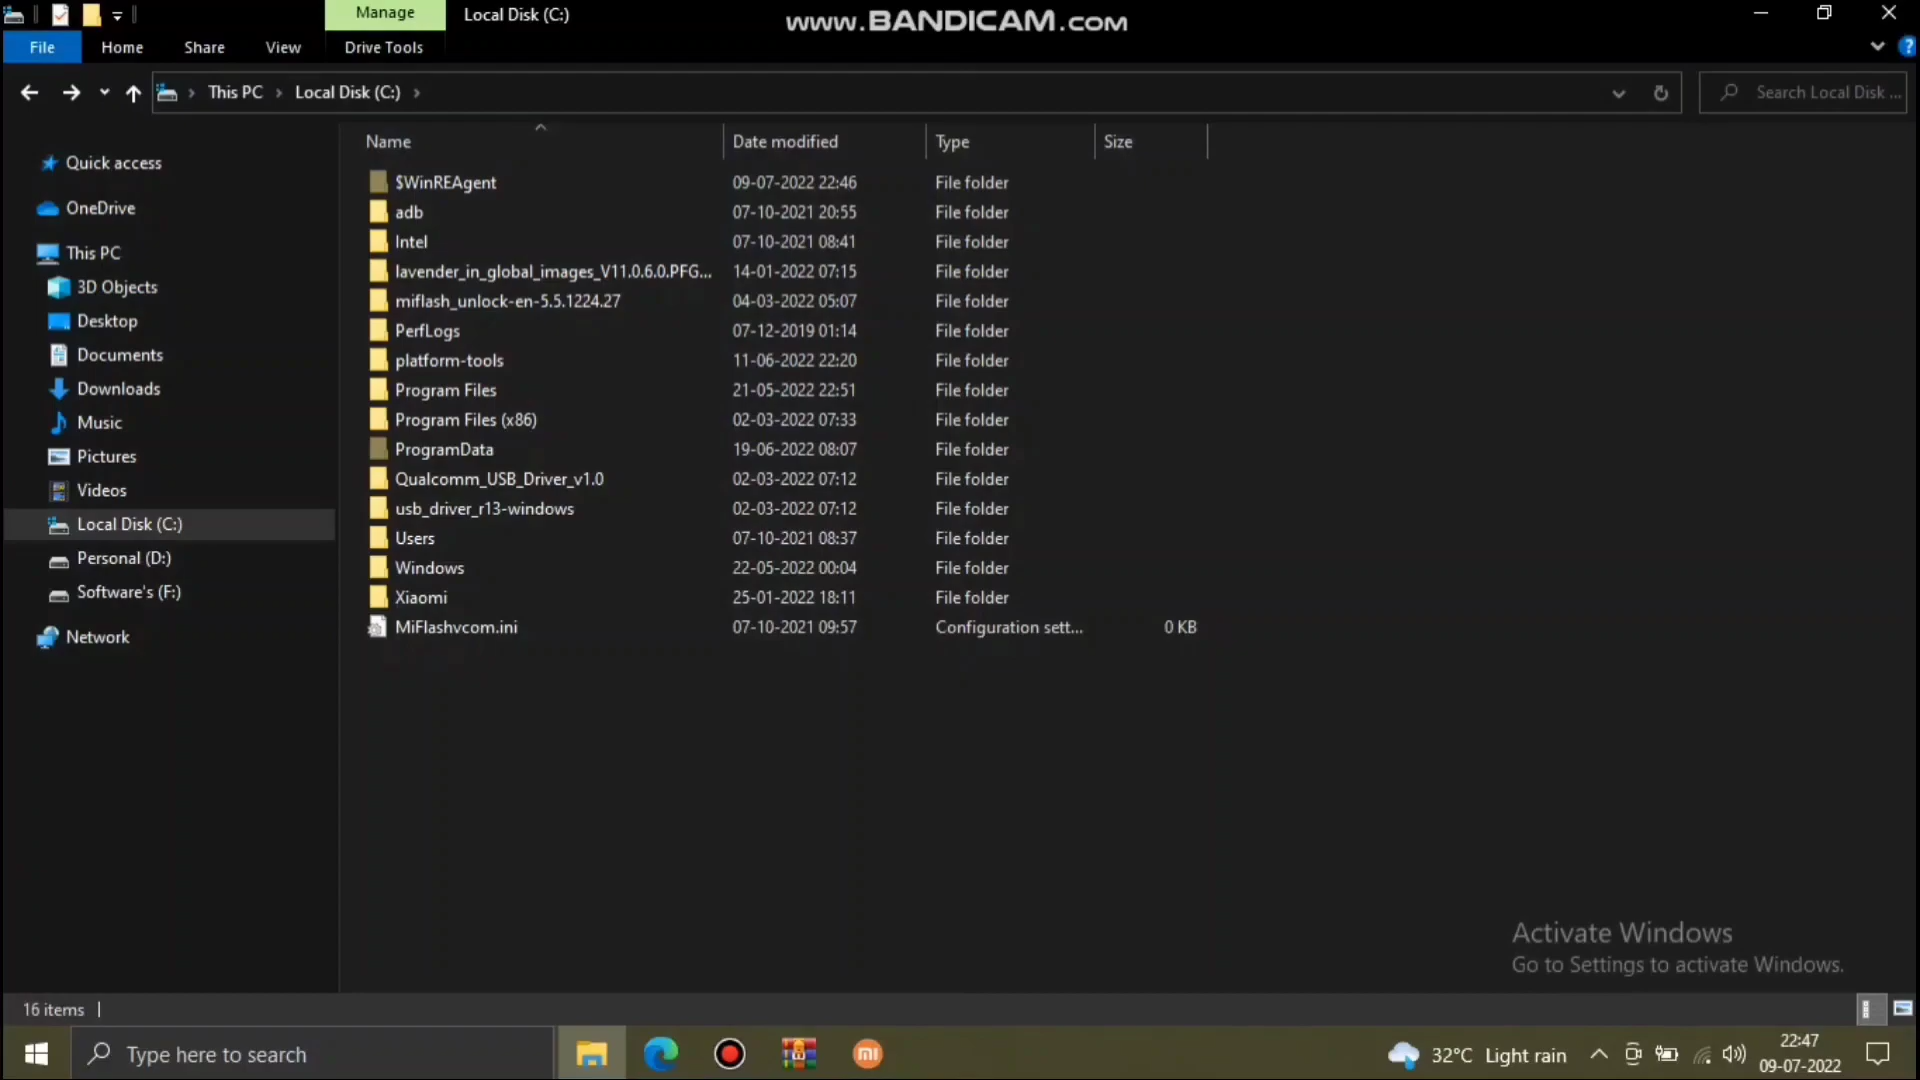 Manage
Local Disk (C:)
www.BANDICAM.com
File
Home
Share
View
Drive Tools
?
This PC
Local Disk (C:)
Search Local Disk ...
Name
Date modified
Type
Size
Quick access
OneDrive
This PC
3D Objects
Desktop
Documents
Downloads
Music
Pictures
Videos
Local Disk (C:)
Personal (D:)
Software's (F:)
Network
$WinREAgent 09-07-2022 22:46 File folder
adb 07-10-2021 20:55 File folder
Intel 07-10-2021 08:41 File folder
lavender_in_global_images_V11.0.6.0.PFG... 14-01-2022 07:15 File folder
miflash_unlock-en-5.5.1224.27 04-03-2022 05:07 File folder
PerfLogs 07-12-2019 01:14 File folder
platform-tools 11-06-2022 22:20 File folder
Program Files 21-05-2022 22:51 File folder
Program Files (x86) 02-03-2022 07:33 File folder
ProgramData 19-06-2022 08:07 File folder
Qualcomm_USB_Driver_v1.0 02-03-2022 07:12 File folder
usb_driver_r13-windows 02-03-2022 07:12 File folder
Users 07-10-2021 08:37 File folder
Windows 22-05-2022 00:04 File folder
Xiaomi 25-01-2022 18:11 File folder
MiFlashvcom.ini 07-10-2021 09:57 Configuration sett... 0 KB
Activate Windows
Go to Settings to activate Windows.
16 items
Type here to search
mi
32°C Light rain
22:47
09-07-2022